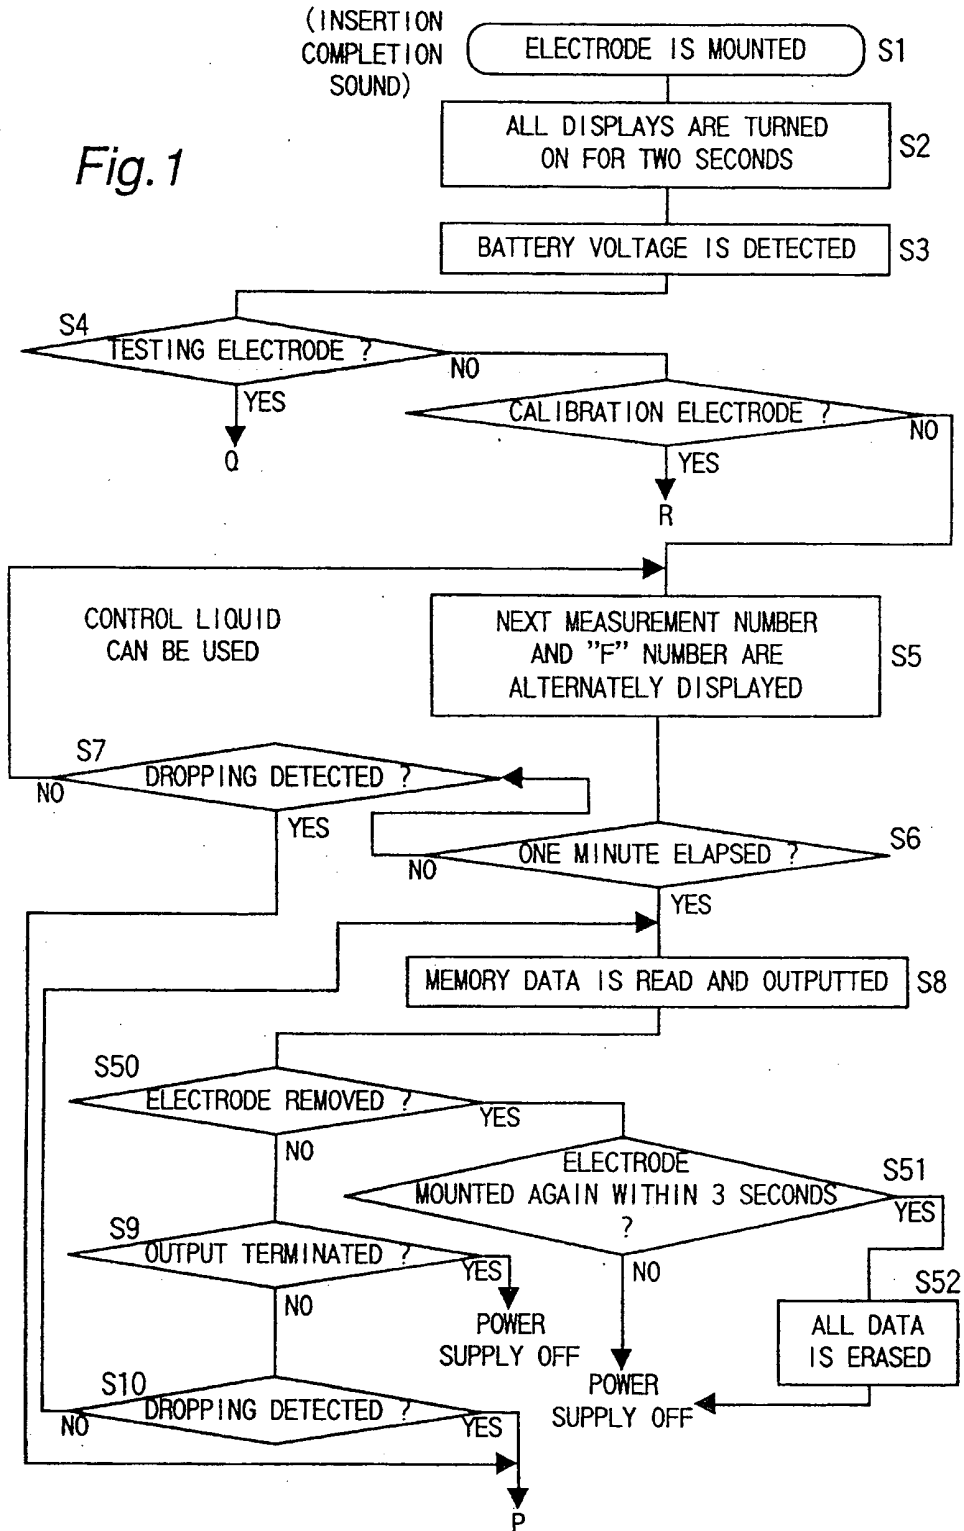 (INSERTION
COMPLETION
SOUND)
ELECTRODE IS MOUNTED
S1
ALL DISPLAYS ARE TURNED
ON FOR TWO SECONDS
S2
Fig. 1
BATTERY VOLTAGE IS DETECTED
S3
S4
TESTING ELECTRODE ?
NO
YES
Q
CALIBRATION ELECTRODE ?
NO
YES
R
CONTROL LIQUID
CAN BE USED
NEXT MEASUREMENT NUMBER
AND "F" NUMBER ARE
ALTERNATELY DISPLAYED
S5
S7
DROPPING DETECTED ?
NO
YES
ONE MINUTE ELAPSED ?
S6
NO
YES
MEMORY DATA IS READ AND OUTPUTTED
S8
S50
ELECTRODE REMOVED ?
YES
NO
ELECTRODE
MOUNTED AGAIN WITHIN 3 SECONDS
?
S51
YES
NO
S9
OUTPUT TERMINATED ?
YES
NO
POWER
SUPPLY OFF
S52
ALL DATA
IS ERASED
POWER
SUPPLY OFF
S10
DROPPING DETECTED ?
NO
YES
P